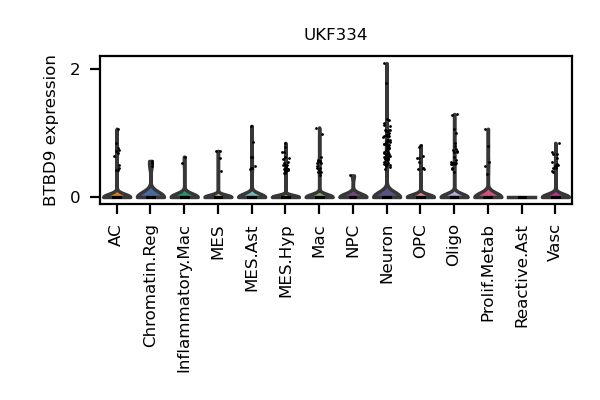 UKF334
BTBD9 expression
2
0
AC
Chromatin.Reg
Inflammatory.Mac
MES
MES.Ast
MES.Hyp
Mac
NPC
Neuron
OPC
Oligo
Prolif.Metab
Reactive.Ast
Vasc